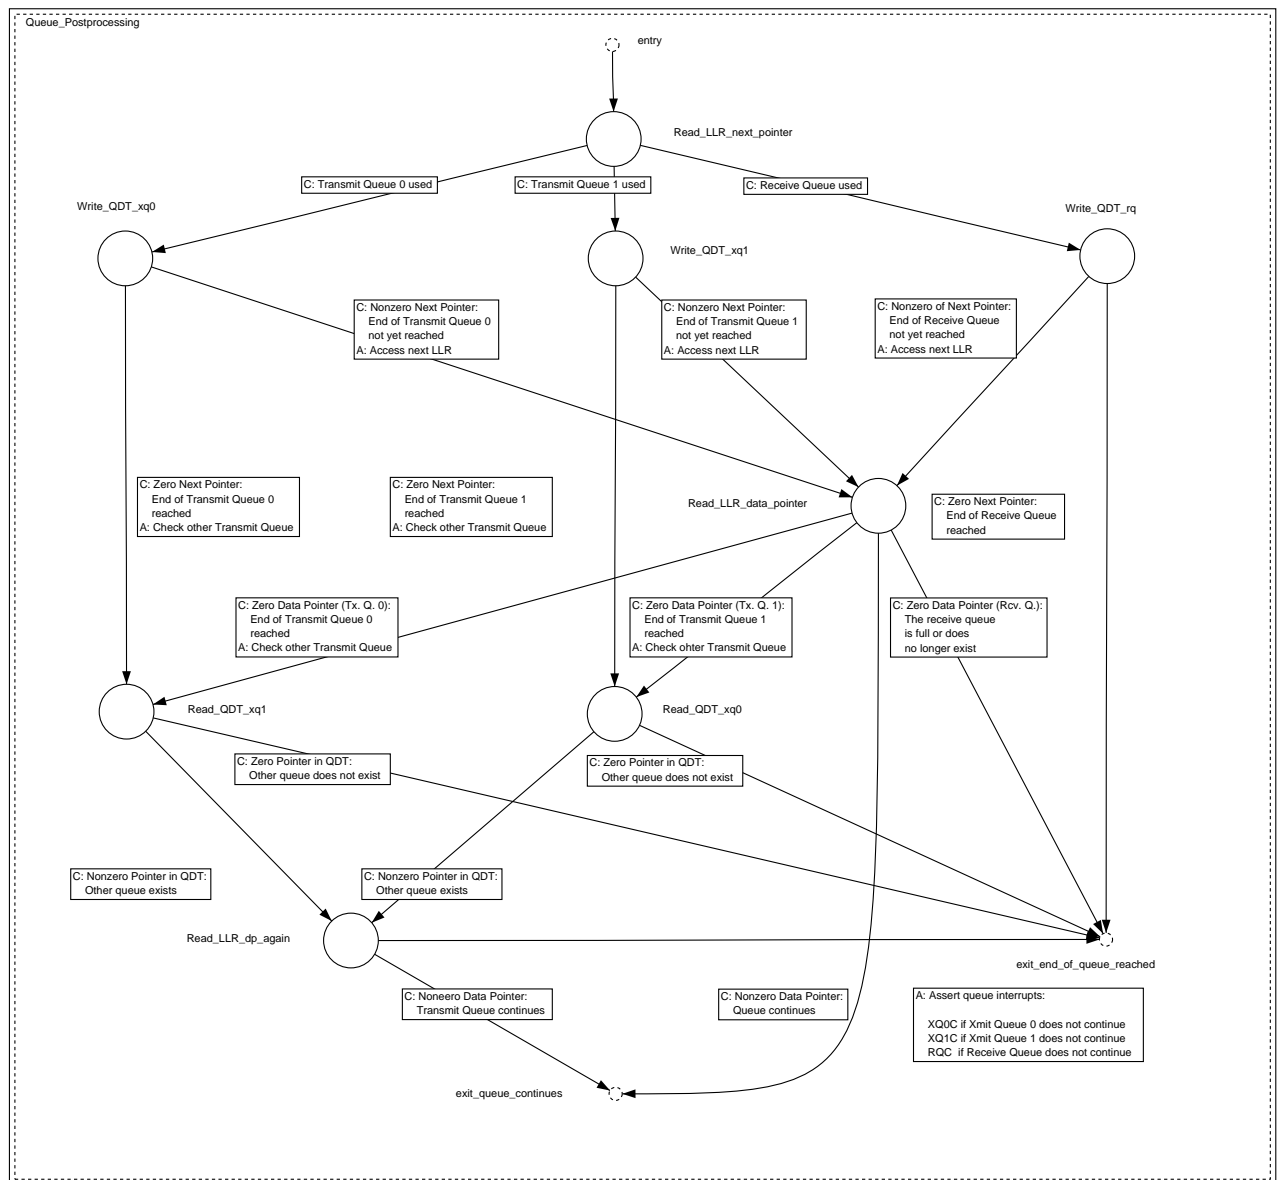 Queue_Postprocessing
entry
Read_LLR_next_pointer
C: Transmit Queue 0 used
C: Transmit Queue 1 used
C: Receive Queue used
Write_QDT_xq0
Write_QDT_xq1
Write_QDT_rq
C: Nonzero Next Pointer:
End of Transmit Queue 0
not yet reached
A: Access next LLR
C: Nonzero Next Pointer:
End of Transmit Queue 1
not yet reached
A: Access next LLR
C: Nonzero of Next Pointer:
End of Receive Queue
not yet reached
A: Access next LLR
C: Zero Next Pointer:
End of Transmit Queue 0
reached
A: Check other Transmit Queue
C: Zero Next Pointer:
End of Transmit Queue 1
reached
A: Check other Transmit Queue
Read_LLR_data_pointer
C: Zero Next Pointer:
End of Receive Queue
reached
C: Zero Data Pointer (Tx. Q. 0):
End of Transmit Queue 0
reached
A: Check other Transmit Queue
C: Zero Data Pointer (Tx. Q. 1):
End of Transmit Queue 1
reached
A: Check ohter Transmit Queue
C: Zero Data Pointer (Rcv. Q.):
The receive queue
is full or does
no longer exist
Read_QDT_xq1
Read_QDT_xq0
C: Zero Pointer in QDT:
Other queue does not exist
C: Zero Pointer in QDT:
Other queue does not exist
C: Nonzero Pointer in QDT:
Other queue exists
C: Nonzero Pointer in QDT:
Other queue exists
Read_LLR_dp_again
exit_end_of_queue_reached
C: Noneero Data Pointer:
Transmit Queue continues
C: Nonzero Data Pointer:
Queue continues
A: Assert queue interrupts:
XQ0C if Xmit Queue 0 does not continue
XQ1C if Xmit Queue 1 does not continue
RQC if Receive Queue does not continue
exit_queue_continues